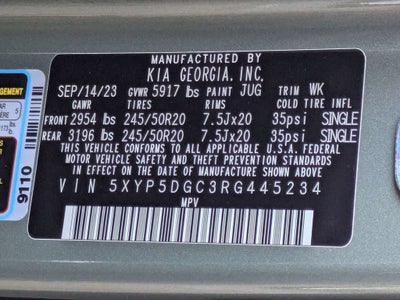 MANUFACTURED BY
KIA GEORGIA, INC.
SEP/14/23 GVWR 5917 lbs PAINT JUG TRIM WK
GAWR TIRES RIMS COLD TIRE INFL
FRONT 2954 lbs 245/50R20 7.5Jx20 35psi SINGLE
REAR 3196 lbs 245/50R20 7.5Jx20 35psi SINGLE
THIS VEHICLE CONFORMS TO ALL APPLICABLE U.S.A. FEDERAL
MOTOR VEHICLE SAFETY AND THEFT PREVENTION STANDARDS
IN EFFECT ON THE DATE OF MANUFACTURE SHOWN ABOVE.
VIN 5XYP5DGC3RG445234
MPV
9110